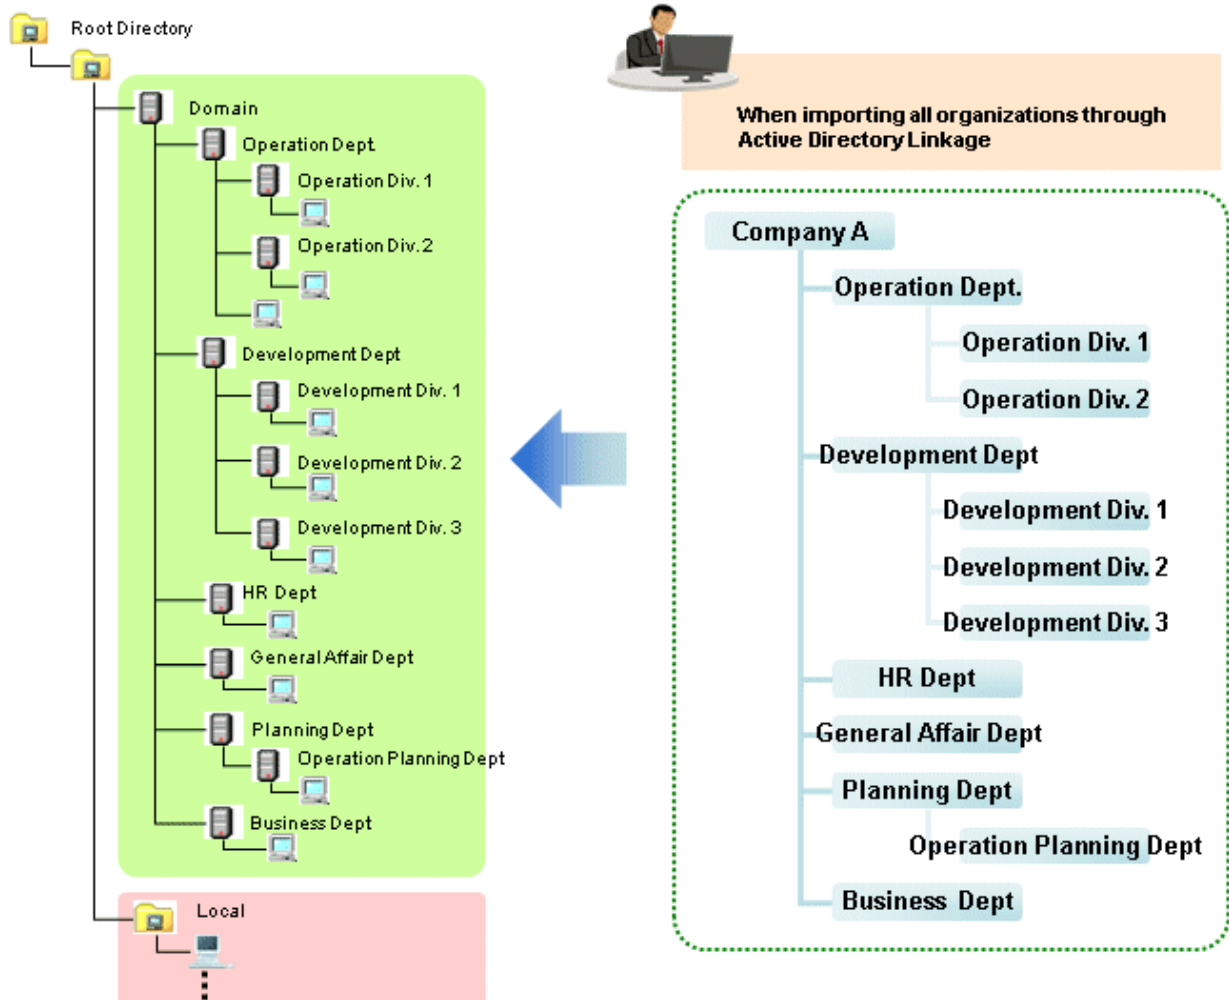 Root Directory
Domain
Operation Dept.
Operation Div. 1
Operation Div. 2
Development Dept
Development Div. 1
Development Div. 2
Development Div. 3
HR Dept
General Affair Dept
Planning Dept
Operation Planning Dept
Business Dept
Local
When importing all organizations through
Active Directory Linkage
Company A
Operation Dept.
Operation Div. 1
Operation Div. 2
Development Dept
Development Div. 1
Development Div. 2
Development Div. 3
HR Dept
General Affair Dept
Planning Dept
Operation Planning Dept
Business Dept